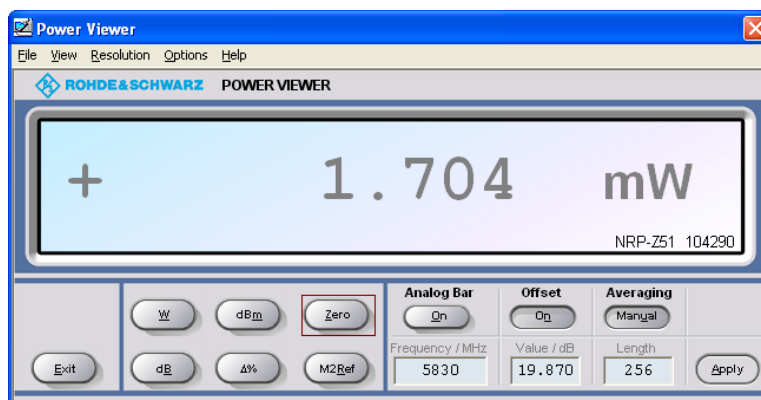 Power Viewer
File View Resolution Options Help
ROHDE&SCHWARZ POWER VIEWER
+ 1.704 mW
NRP-Z51 104290
Analog Bar Offset Averaging
W dBm Zero On On Manual
Frequency / MHz Value / dB Length
Exit dB Δ% M2Ref 5830 19.870 256 Apply